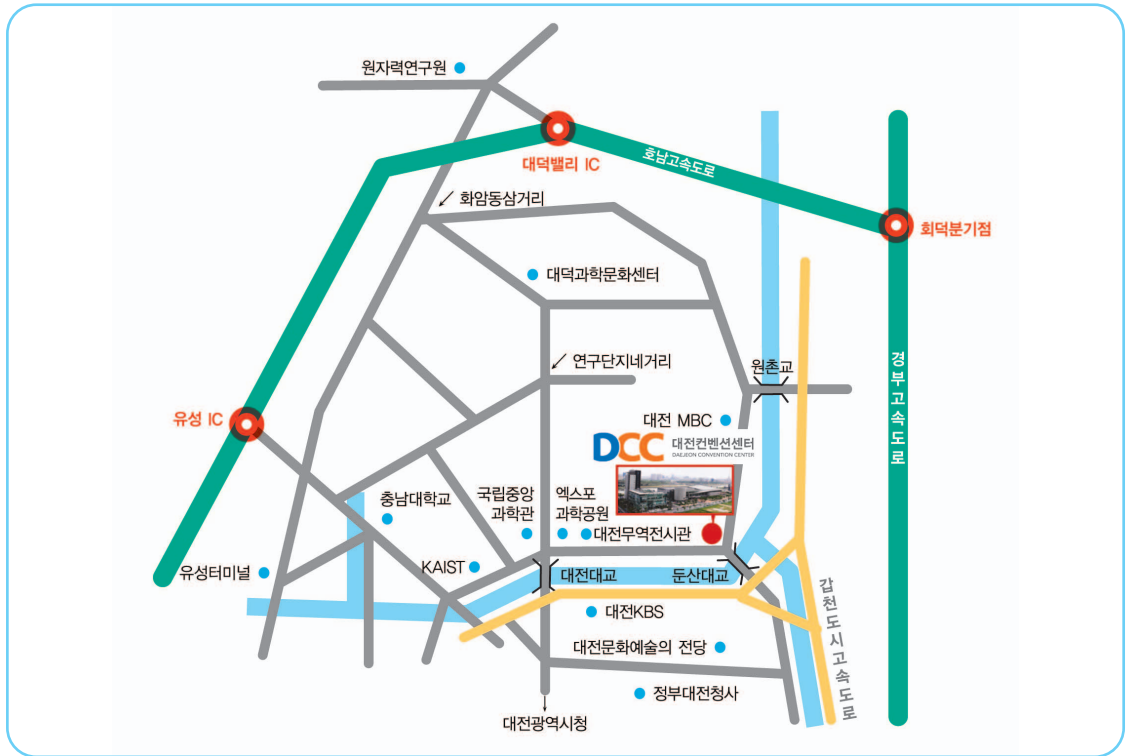 원자력연구원
대덕밸리 IC
호남고속도로
화암동삼거리
회덕분기점
대덕과학문화센터
연구단지네거리
원촌교
경부고속도로
유성 IC
대전 MBC
DCC 대전컨벤션센터
DAEJEON CONVENTION CENTER
충남대학교
국립중앙
과학관
엑스포
과학공원
대전무역전시관
유성터미널
KAIST
대전대교
둔산대교
갑천도시고속도로
대전KBS
대전문화예술의 전당
정부대전청사
대전광역시청